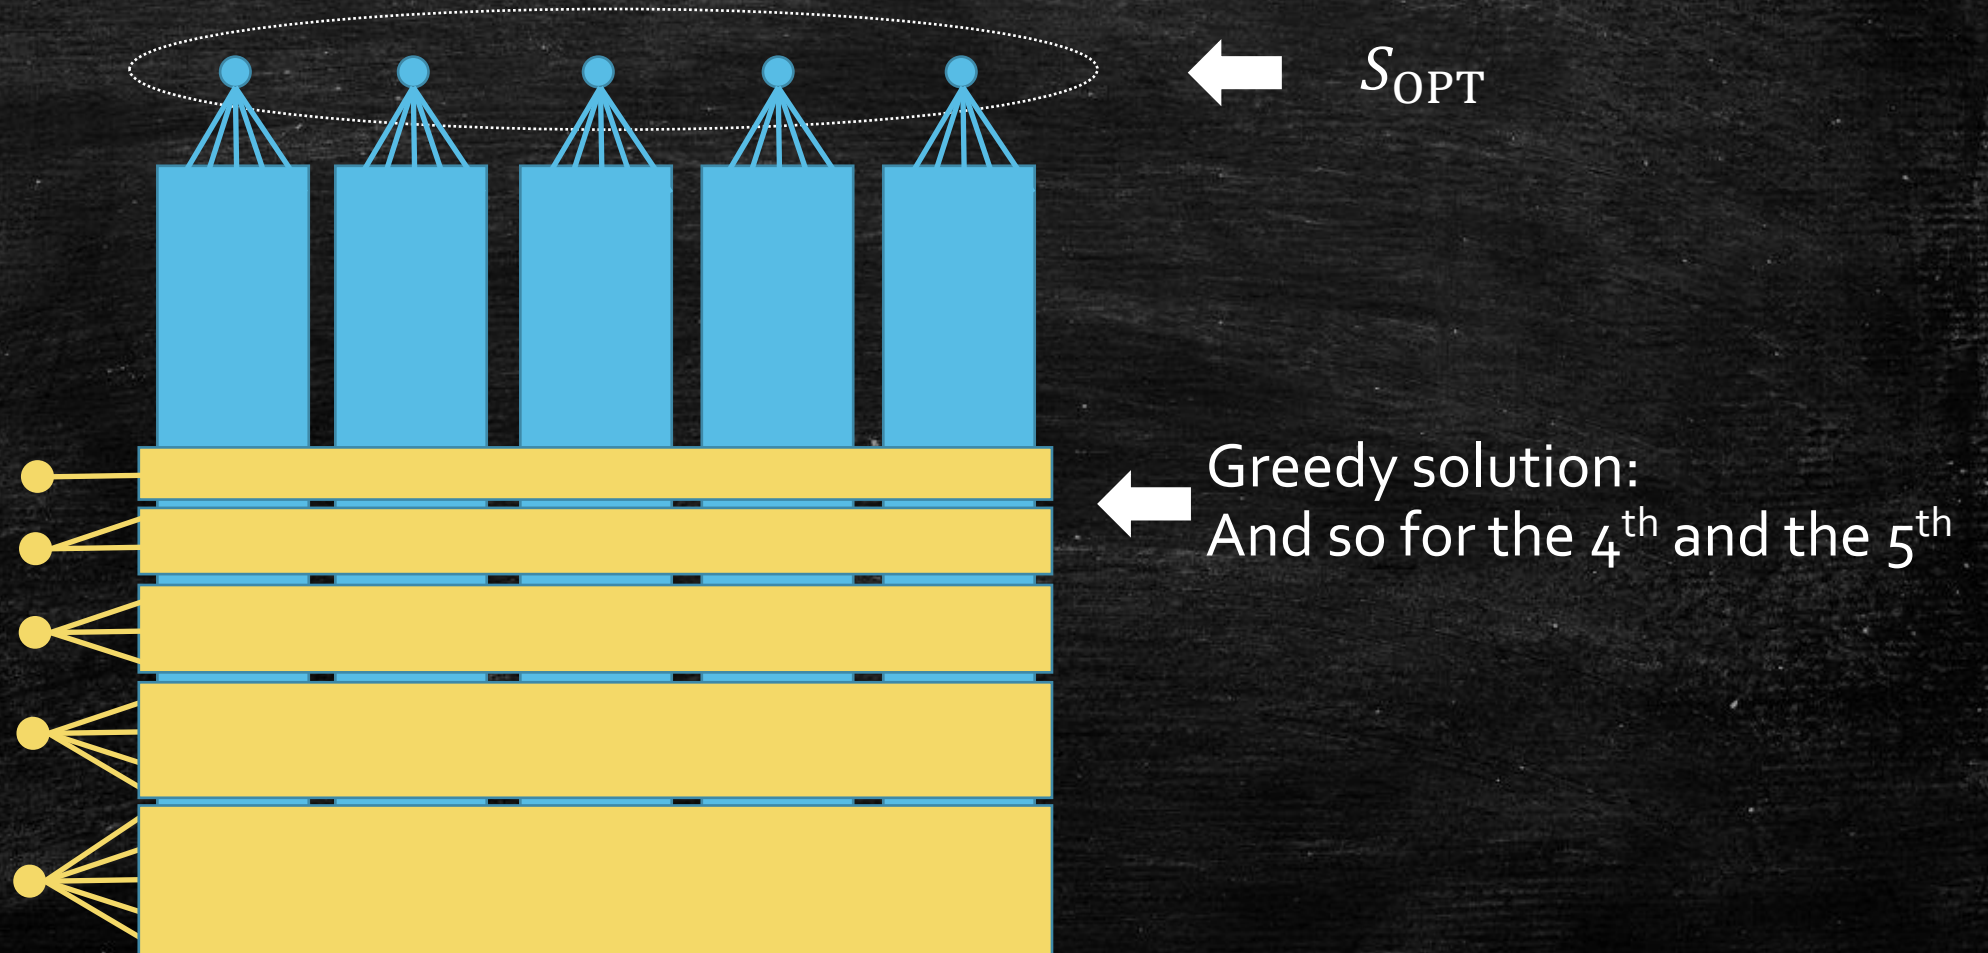 S_OPT
Greedy solution:
And so for the 4th and the 5th